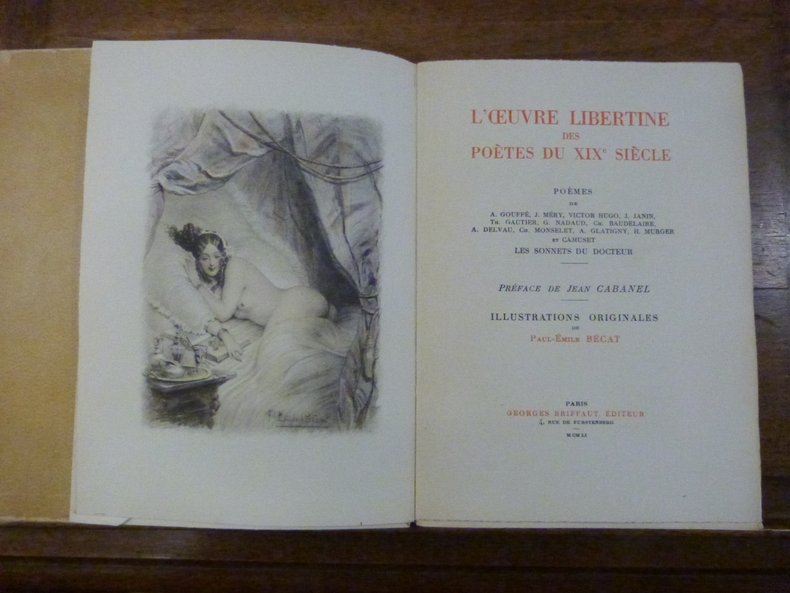 L'ŒUVRE LIBERTINE
DES
POÈTES DU XIXe SIÈCLE
POÈMES
DE
A. GOUFFÉ, J. MÉRY, VICTOR HUGO, J. JANIN,
TH. GAUTIER, G. NADAUD, CH. BAUDELAIRE,
A. DELVAU, CH. MONSELET, A. GLATIGNY, H. MURGER
ET CAMUSET
LES SONNETS DU DOCTEUR
PRÉFACE DE JEAN CABANEL
ILLUSTRATIONS ORIGINALES
DE
PAUL-ÉMILE BÉCAT
PARIS
GEORGES BRIFFAUT, ÉDITEUR
4, RUE DE FURSTENBERG
MCMLI